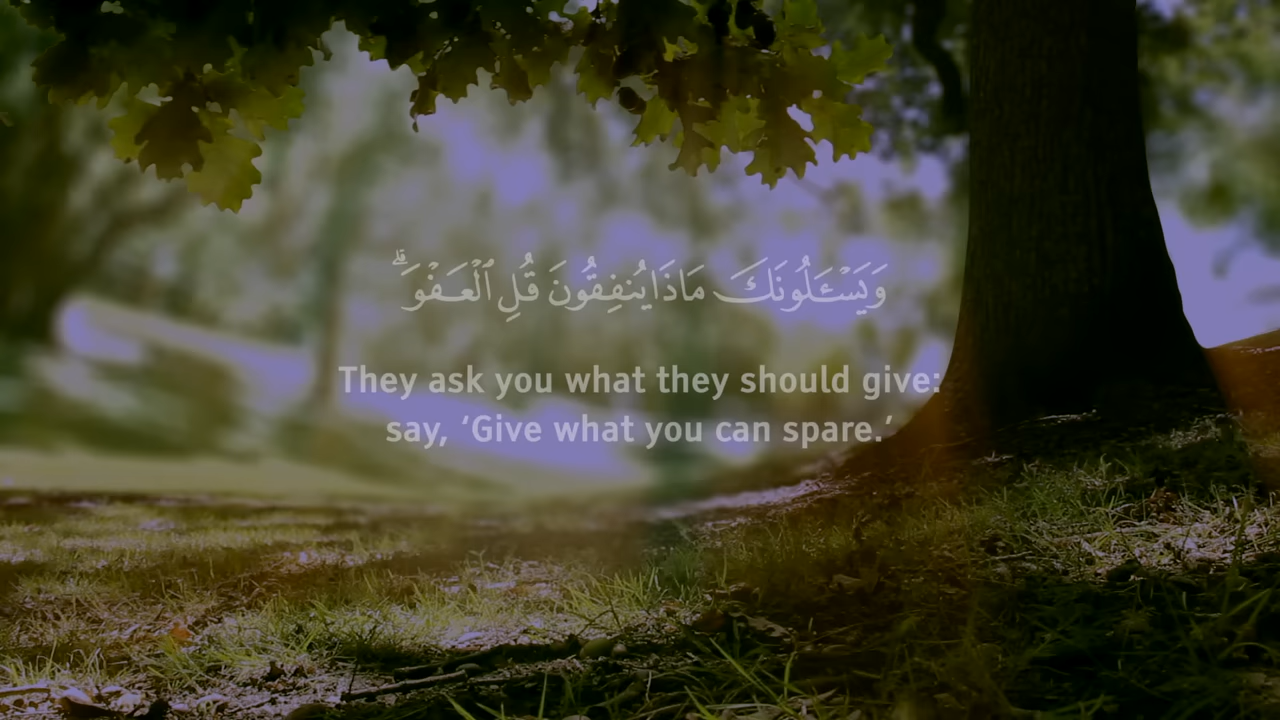 وَيَسْـَٔلُونَكَ مَاذَا يُنفِقُونَ قُلِ ٱلْعَفْوَ ۗ
They ask you what they should give:
say, ‘Give what you can spare.’